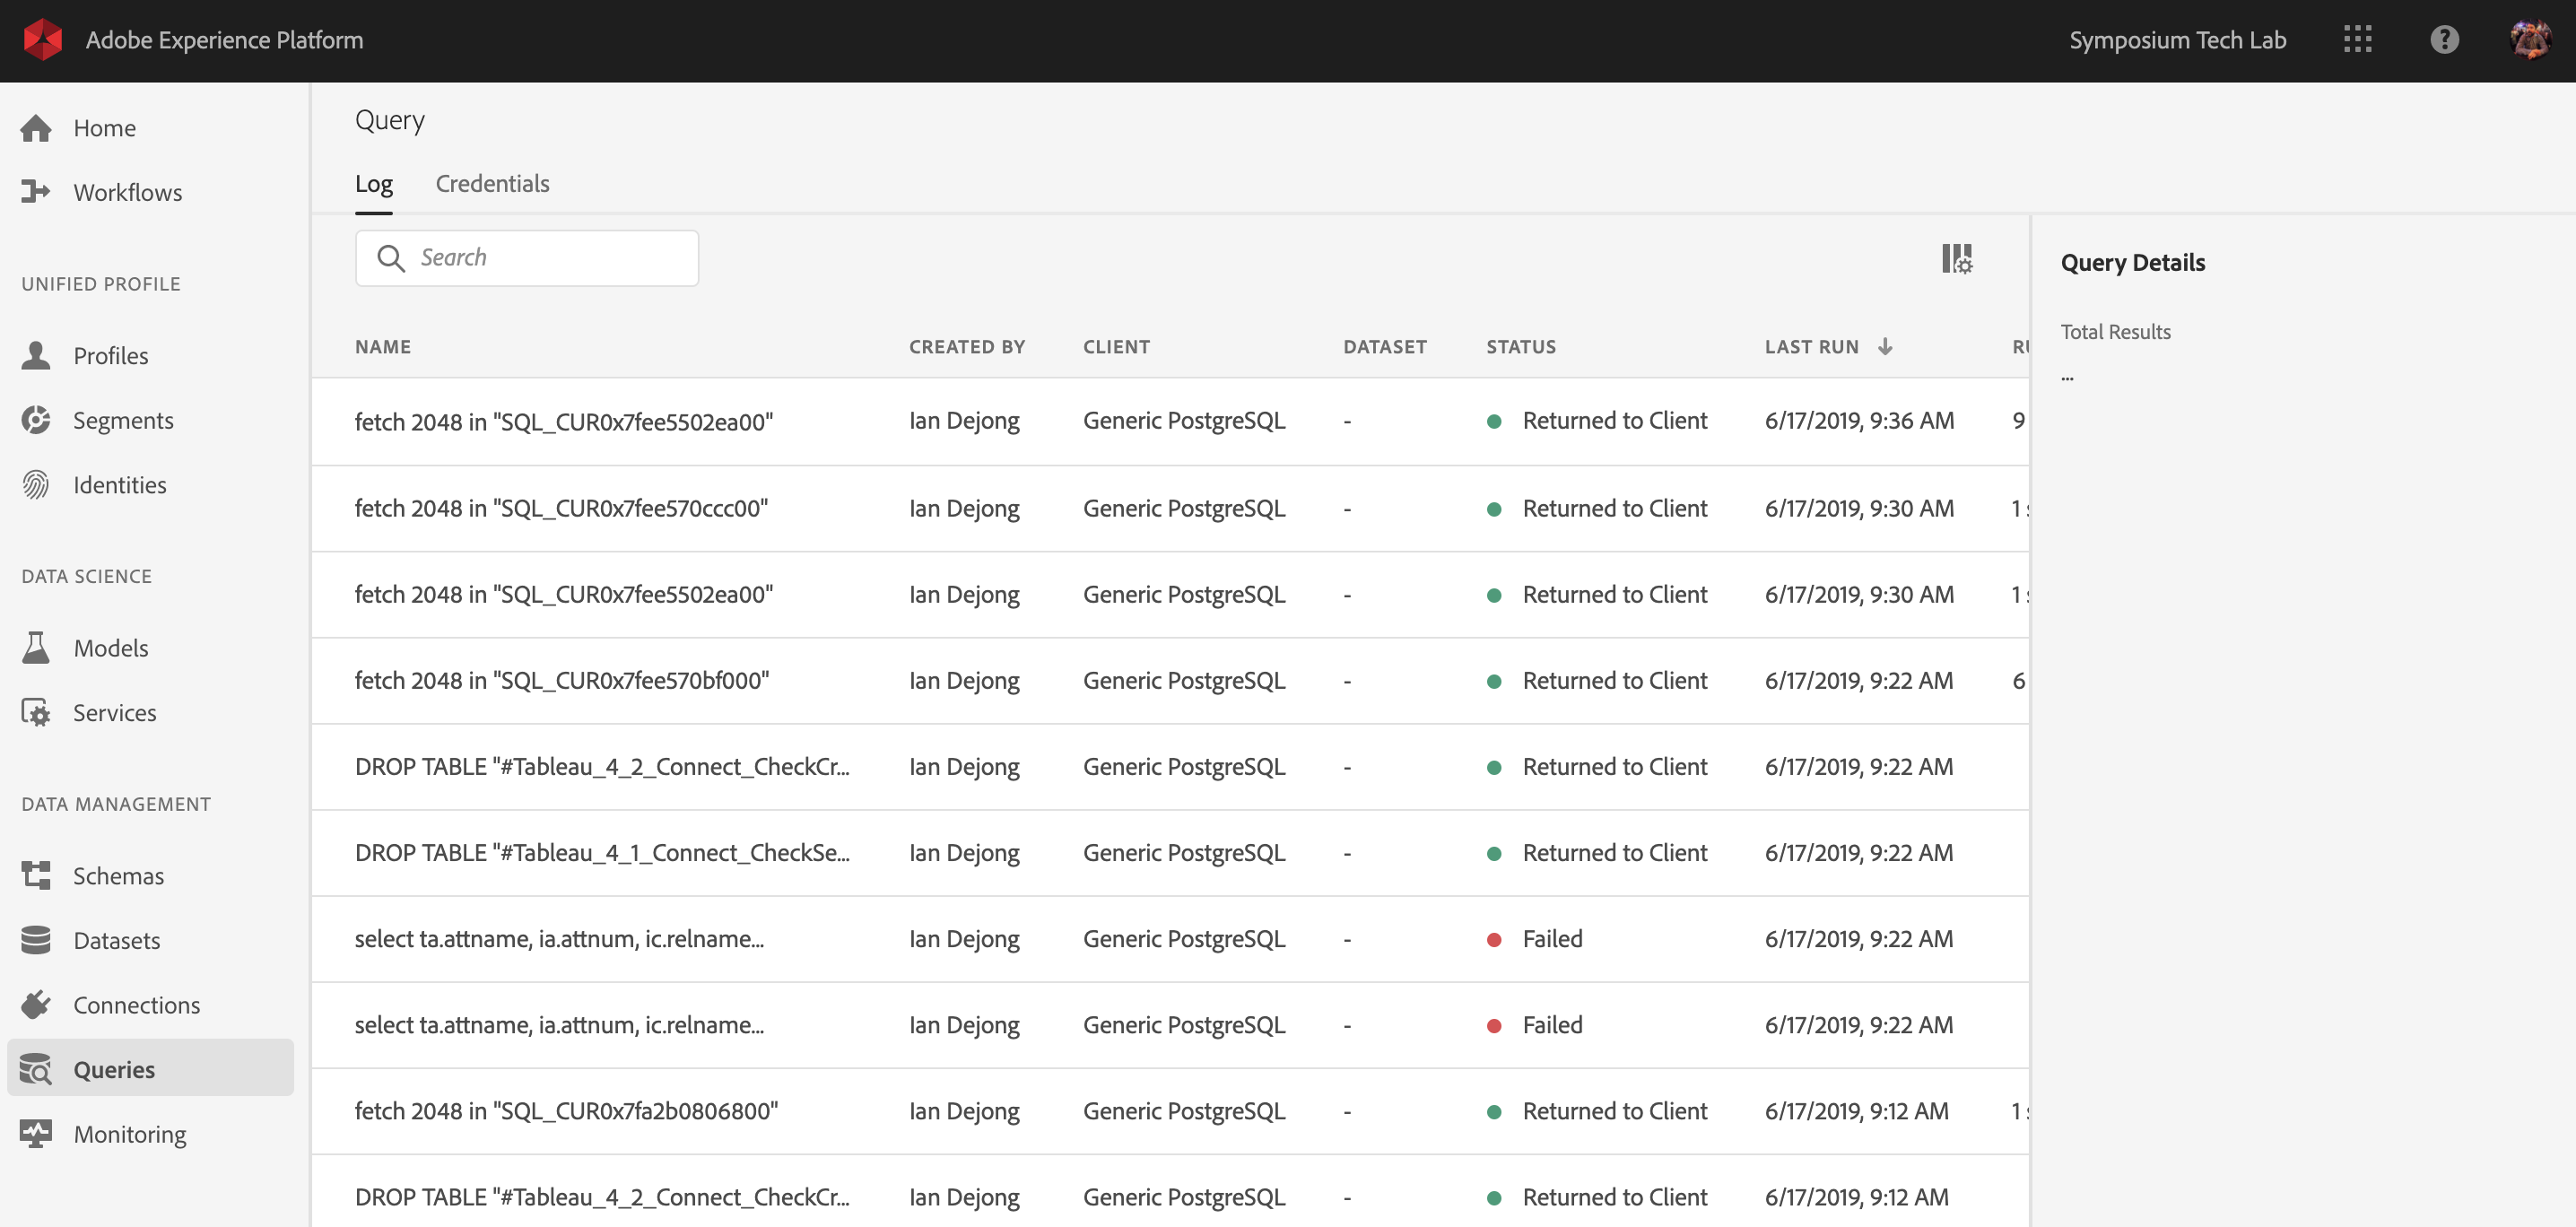 Adobe Experience Platform
Symposium Tech Lab
Home
Workflows
UNIFIED PROFILE
Profiles
Segments
Identities
DATA SCIENCE
Models
Services
DATA MANAGEMENT
Schemas
Datasets
Connections
Queries
Monitoring
Query
Log Credentials
Search
NAME CREATED BY CLIENT DATASET STATUS LAST RUN
fetch 2048 in "SQL_CUR0x7fee5502ea00" Ian Dejong Generic PostgreSQL - Returned to Client 6/17/2019, 9:36 AM 9
fetch 2048 in "SQL_CUR0x7fee570ccc00" Ian Dejong Generic PostgreSQL - Returned to Client 6/17/2019, 9:30 AM 1
fetch 2048 in "SQL_CUR0x7fee5502ea00" Ian Dejong Generic PostgreSQL - Returned to Client 6/17/2019, 9:30 AM 1
fetch 2048 in "SQL_CUR0x7fee570bf000" Ian Dejong Generic PostgreSQL - Returned to Client 6/17/2019, 9:22 AM 6
DROP TABLE "#Tableau_4_2_Connect_CheckCr... Ian Dejong Generic PostgreSQL - Returned to Client 6/17/2019, 9:22 AM
DROP TABLE "#Tableau_4_1_Connect_CheckSe... Ian Dejong Generic PostgreSQL - Returned to Client 6/17/2019, 9:22 AM
select ta.attname, ia.attnum, ic.relname... Ian Dejong Generic PostgreSQL - Failed 6/17/2019, 9:22 AM
select ta.attname, ia.attnum, ic.relname... Ian Dejong Generic PostgreSQL - Failed 6/17/2019, 9:22 AM
fetch 2048 in "SQL_CUR0x7fa2b0806800" Ian Dejong Generic PostgreSQL - Returned to Client 6/17/2019, 9:12 AM 1
DROP TABLE "#Tableau_4_2_Connect_CheckCr... Ian Dejong Generic PostgreSQL - Returned to Client 6/17/2019, 9:12 AM
Query Details
Total Results
...